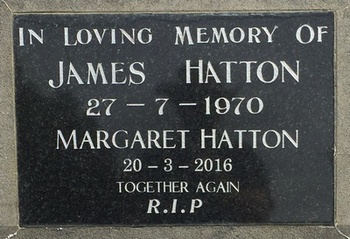 IN LOVING MEMORY OF
JAMES HATTON
27 - 7 - 1970
MARGARET HATTON
20 - 3 - 2016
TOGETHER AGAIN
R.I.P